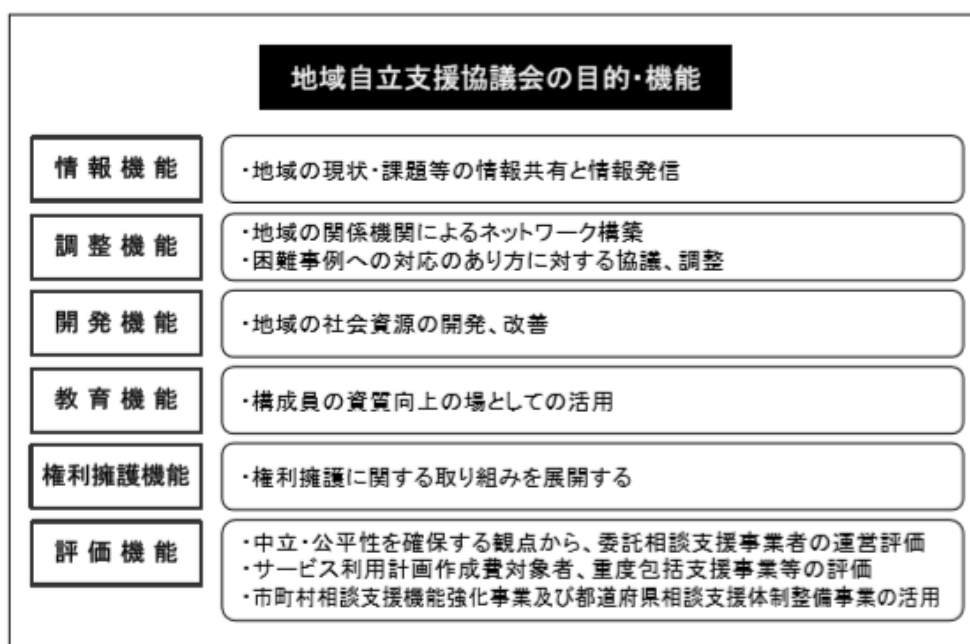 地域自立支援協議会の目的・機能
情報機能
・地域の現状・課題等の情報共有と情報発信
調整機能
・地域の関係機関によるネットワーク構築
・困難事例への対応のあり方に対する協議、調整
開発機能
・地域の社会資源の開発、改善
教育機能
・構成員の資質向上の場としての活用
権利擁護機能
・権利擁護に関する取り組みを展開する
評価機能
・中立・公平性を確保する観点から、委託相談支援事業者の運営評価
・サービス利用計画作成費対象者、重度包括支援事業等の評価
・市町村相談支援機能強化事業及び都道府県相談支援体制整備事業の活用